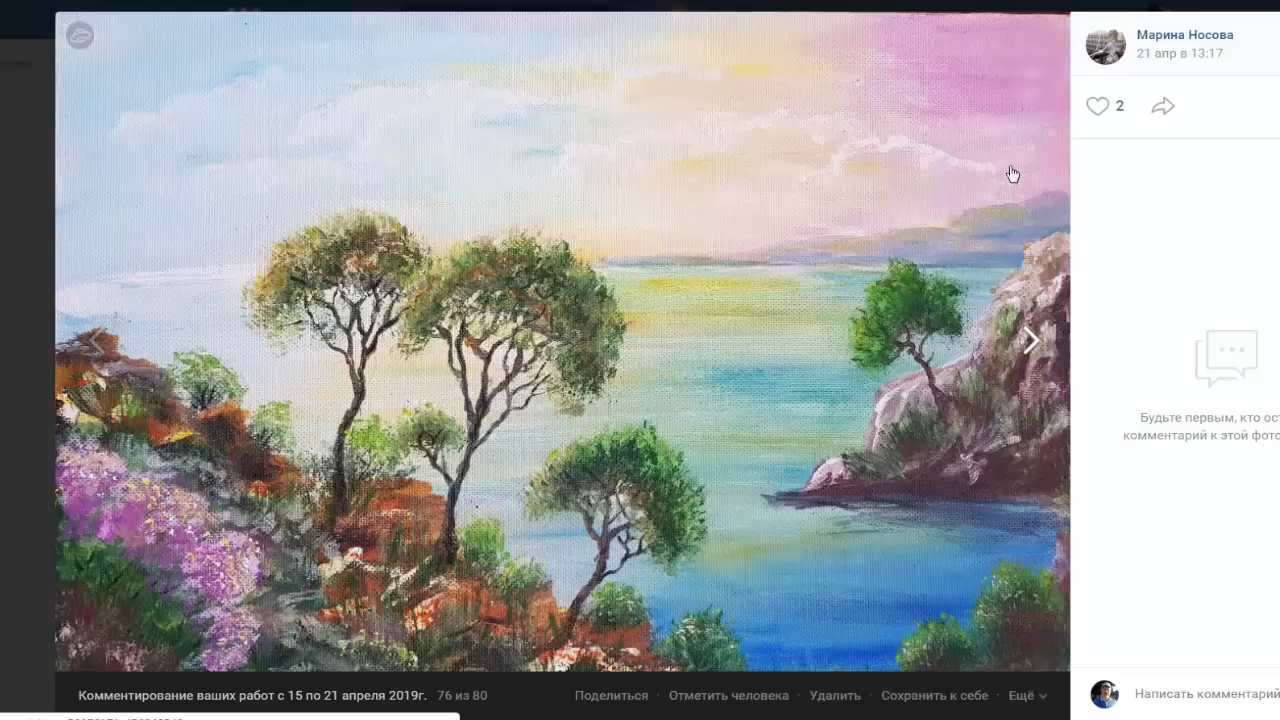 Марина Носова
21 апр в 13:17
2
Будьте первым, кто ост
комментарий к этой фото
Комментирование ваших работ с 15 по 21 апреля 2019г. 76 из 80 Поделиться · Отметить человека · Удалить · Сохранить к себе · Ещё
Написать комментарий